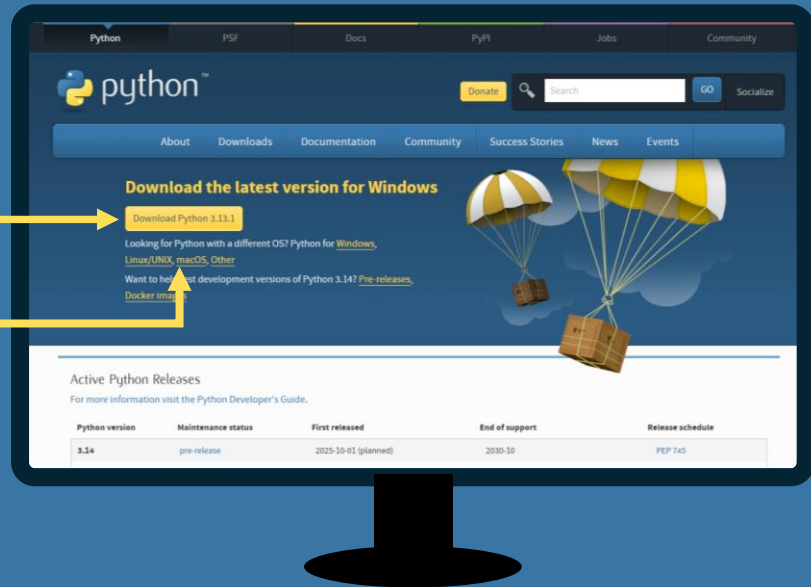 Python PSF Docs PyPI Jobs Community
python™
Donate Search GO Socialize
About Downloads Documentation Community Success Stories News Events
Download the latest version for Windows
Download Python 3.13.1
Looking for Python with a different OS? Python for Windows,
Linux/UNIX, macOS, Other
Want to help test development versions of Python 3.14? Pre-releases,
Docker images
Active Python Releases
For more information visit the Python Developer's Guide.
Python version Maintenance status First released End of support Release schedule
3.14 pre-release 2025-10-01 (planned) 2030-10 PEP 745